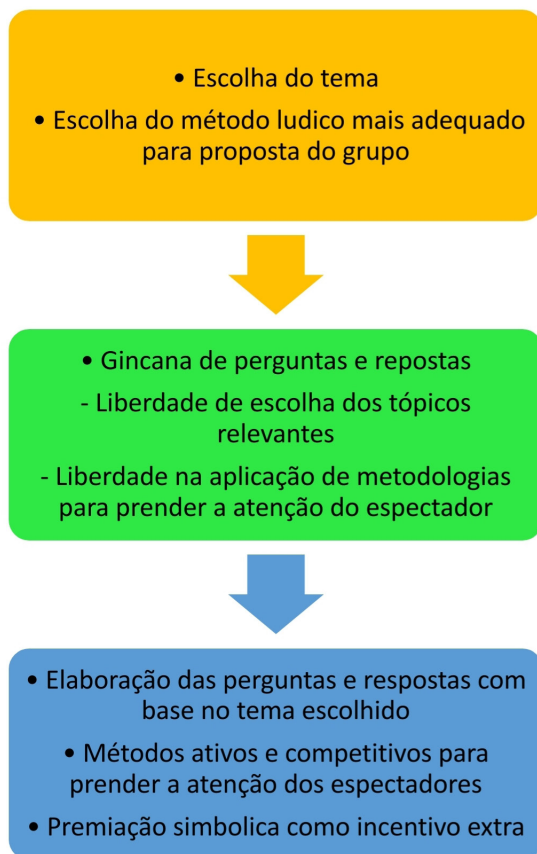 • Escolha do tema
• Escolha do método ludico mais adequado
para proposta do grupo
• Gincana de perguntas e repostas
- Liberdade de escolha dos tópicos
relevantes
- Liberdade na aplicação de metodologias
para prender a atenção do espectador
• Elaboração das perguntas e respostas com
base no tema escolhido
• Métodos ativos e competitivos para
prender a atenção dos espectadores
• Premiação simbolica como incentivo extra